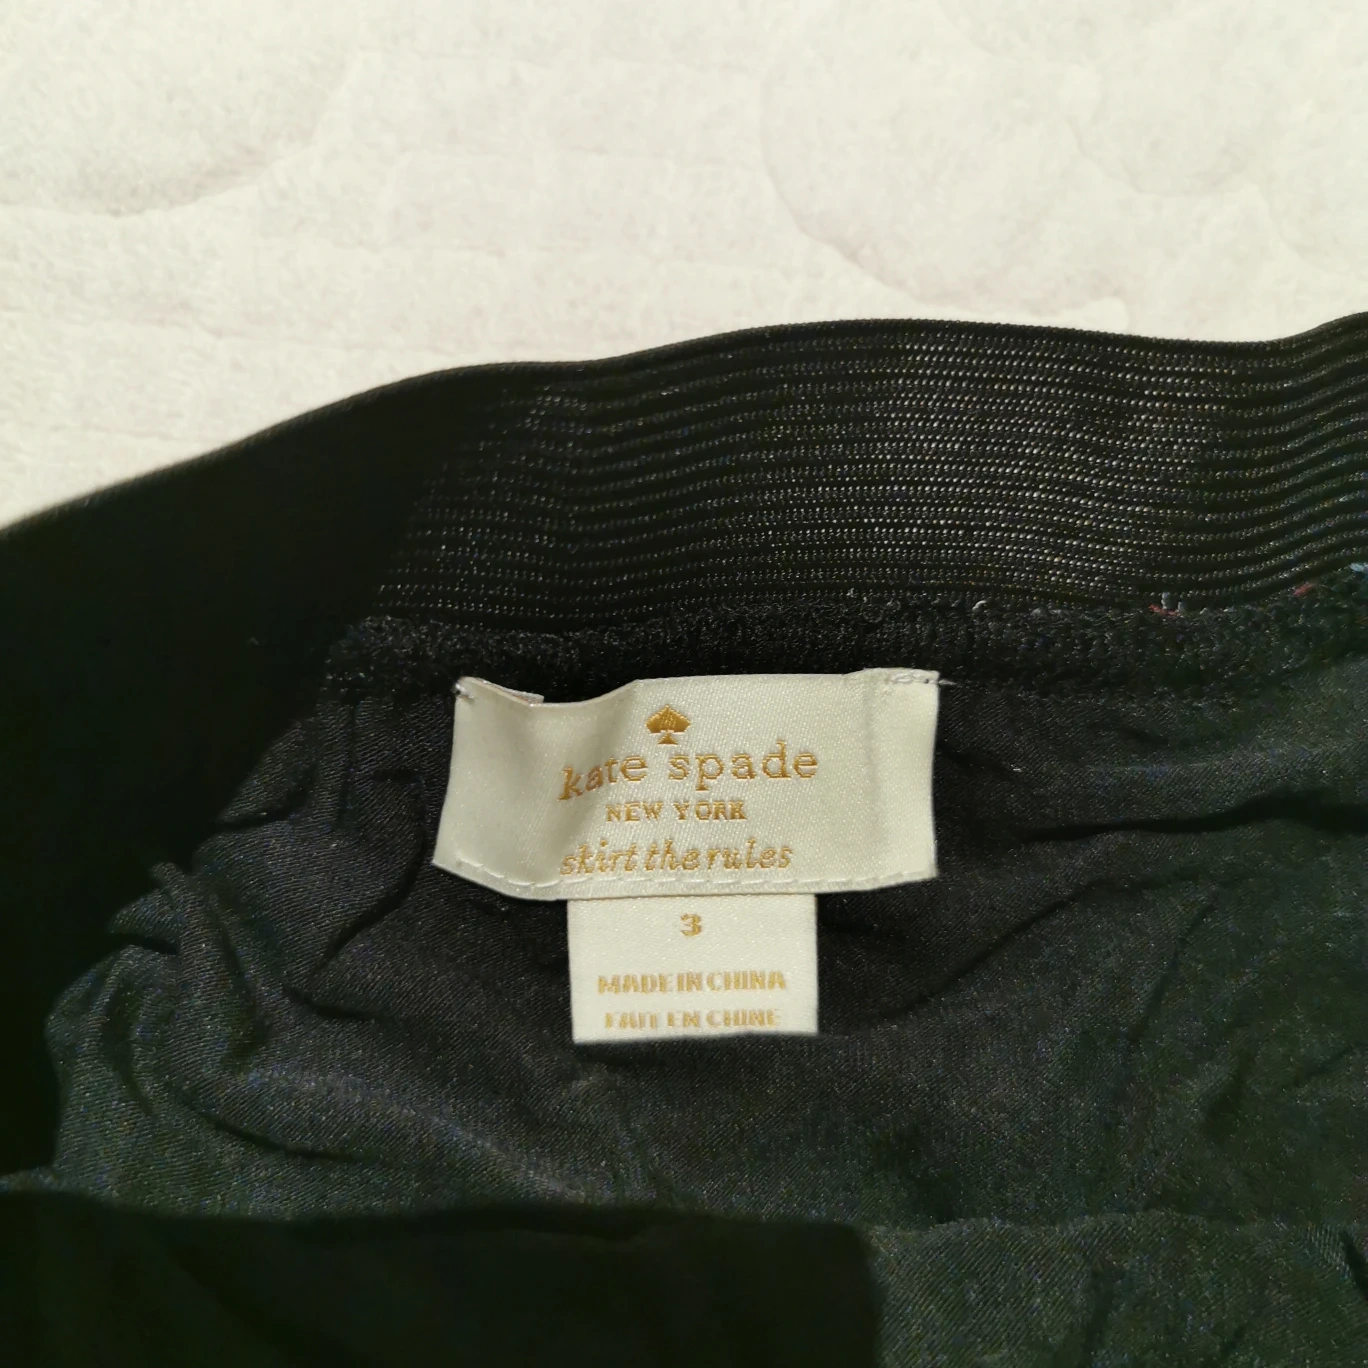 kate spade
NEW YORK
skirt the rules
3
MADE IN CHINA
FAIT EN CHINE